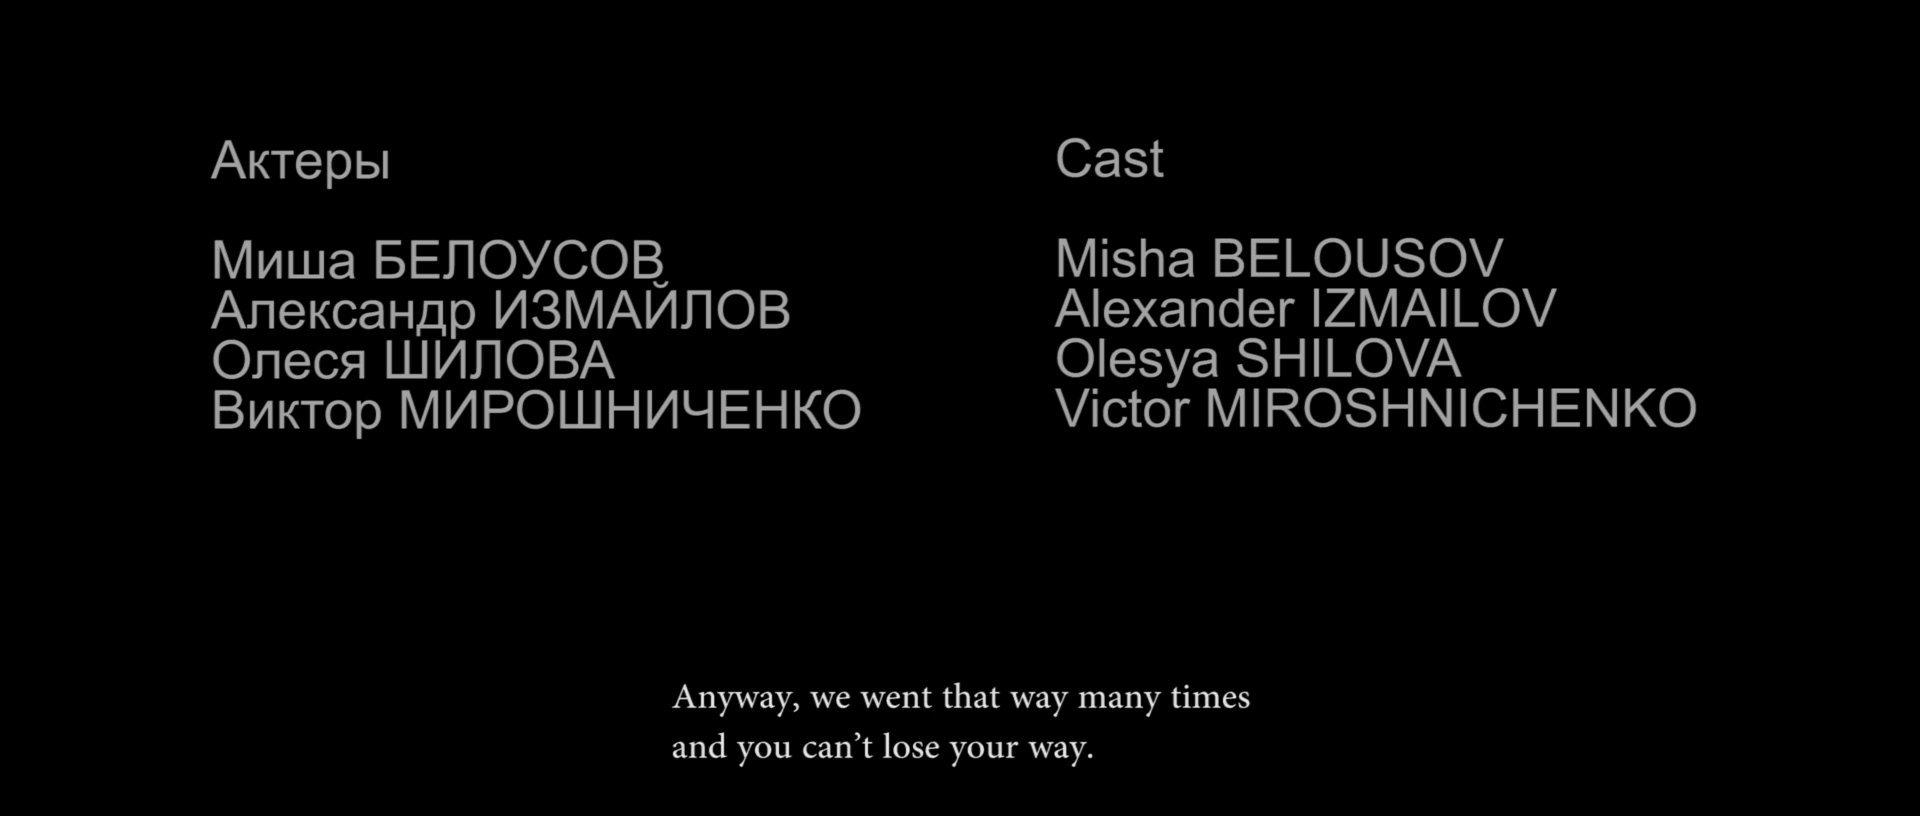 Актеры
Миша БЕЛОУСОВ
Александр ИЗМАЙЛОВ
Олеся ШИЛОВА
Виктор МИРОШНИЧЕНКО
Cast
Misha BELOUSOV
Alexander IZMAILOV
Olesya SHILOVA
Victor MIROSHNICHENKO
Anyway, we went that way many times
and you can’t lose your way.